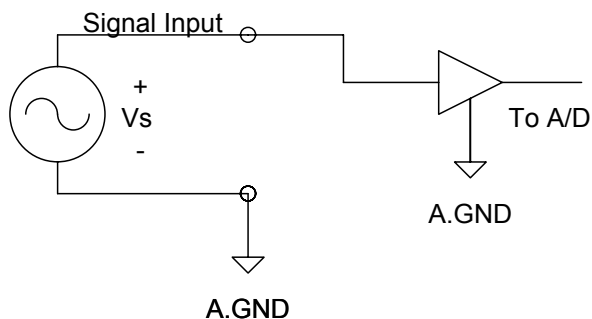 Signal Input
+
Vs
-
To A/D
A.GND
A.GND